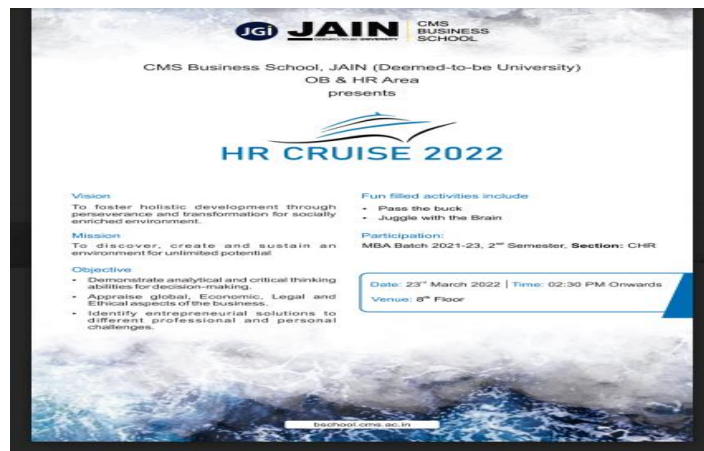 JGi JAIN CMS
DEEMED-TO-BE UNIVERSITY BUSINESS
SCHOOL
CMS Business School, JAIN (Deemed-to-be University)
OB & HR Area
presents
HR CRUISE 2022
Vision
To foster holistic development through
perseverance and transformation for socially
enriched environment.
Mission
To discover, create and sustain an
environment for unlimited potential
Objective
• Demonstrate analytical and critical thinking
abilities for decision-making.
• Appraise global, Economic, Legal and
Ethical aspects of the business.
• Identify entrepreneurial solutions to
different professional and personal
challenges.
Fun filled activities include
• Pass the buck
• Juggle with the Brain
Participation:
MBA Batch 2021-23, 2nd Semester, Section: CHR
Date: 23rd March 2022 | Time: 02:30 PM Onwards
Venue: 8th Floor
bschool.cms.ac.in